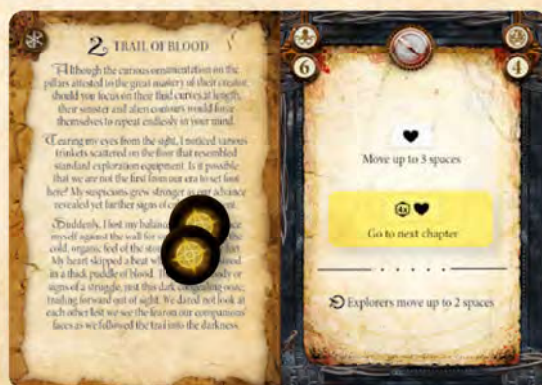 2. TRAIL OF BLOOD
Although the curious ornamentation on the
pillars attested to the great mastery of their creator,
should you focus on their fluid curves at length,
their sinister and alien contours would force
themselves to repeat endlessly in your mind.
Tearing my eyes from the sight, I noticed various
trinkets scattered on the floor that resembled
standard exploration equipment. Is it possible
that we are not the first from our era to set foot
here? My suspicions grew stronger as our advance
revealed yet further signs of
Suddenly, I lost my balance
myself against the wall for
cold, organic feel of the
My heart skipped a beat
in a thick puddle of blood.
signs of a struggle, just this dark congealing ooze,
trailing forward out of sight. We dared not look at
each other lest we see the fear on our companions'
faces as we followed the trail into the darkness.
6
4
Move up to 3 spaces
4x
Go to next chapter
Explorers move up to 2 spaces